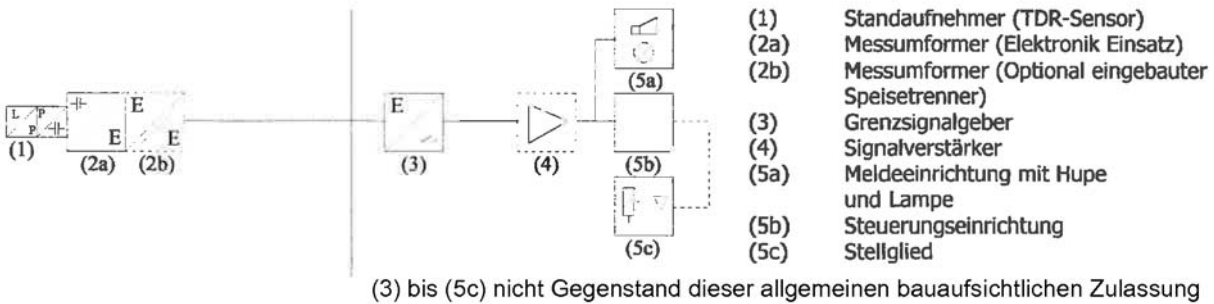 L P
P
(1)
E
E
(2a)
E
(2b)
E
(3)
(4)
(5a)
(5b)
(5c)
(1) Standaufnehmer (TDR-Sensor)
(2a) Messumformer (Elektronik Einsatz)
(2b) Messumformer (Optional eingebauter
Speisetrenner)
(3) Grenzsignalgeber
(4) Signalverstärker
(5a) Meldeeinrichtung mit Hupe
und Lampe
(5b) Steuerungseinrichtung
(5c) Stellglied
(3) bis (5c) nicht Gegenstand dieser allgemeinen bauaufsichtlichen Zulassung